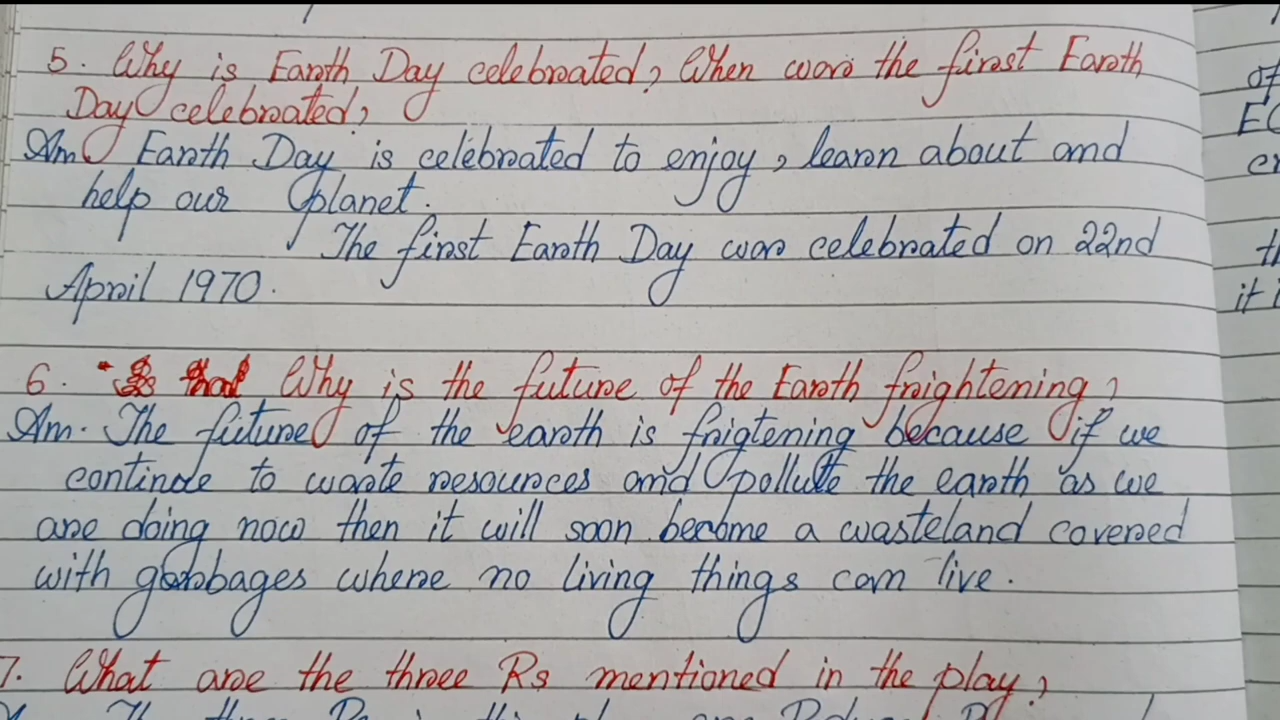 5. Why is Earth Day celebrated? When was the first Earth
Day celebrated?
Ans Earth Day is celebrated to enjoy, learn about and
help our planet.
The first Earth Day was celebrated on 22nd
April 1970.
6. Why is the future of the Earth frightening?
Ans. The future of the earth is frigtening because if we
continue to waste resources and pollute the earth as we
are doing now then it will soon become a wasteland covered
with garbages where no living things can live.
7. What are the three Rs mentioned in the play?